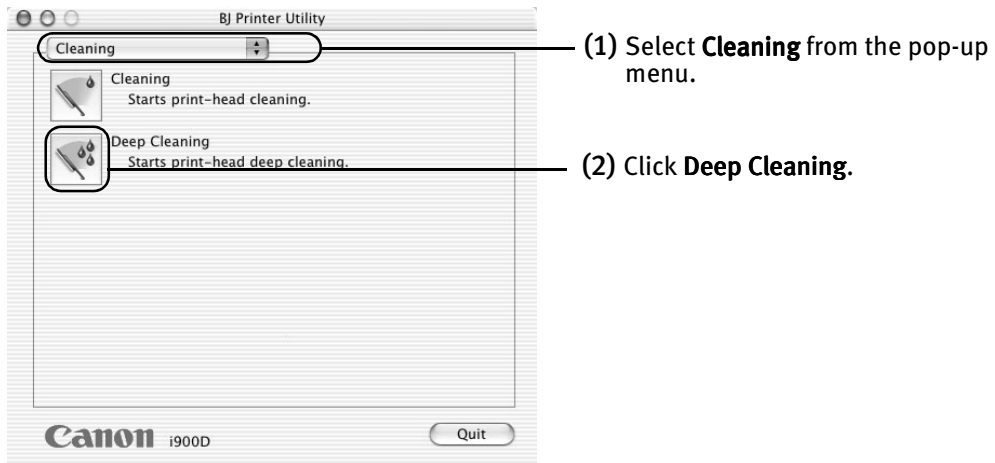 BJ Printer Utility
Cleaning
Cleaning
Starts print-head cleaning.
Deep Cleaning
Starts print-head deep cleaning.
Canon i900D
Quit
(1) Select Cleaning from the pop-up
menu.
(2) Click Deep Cleaning.